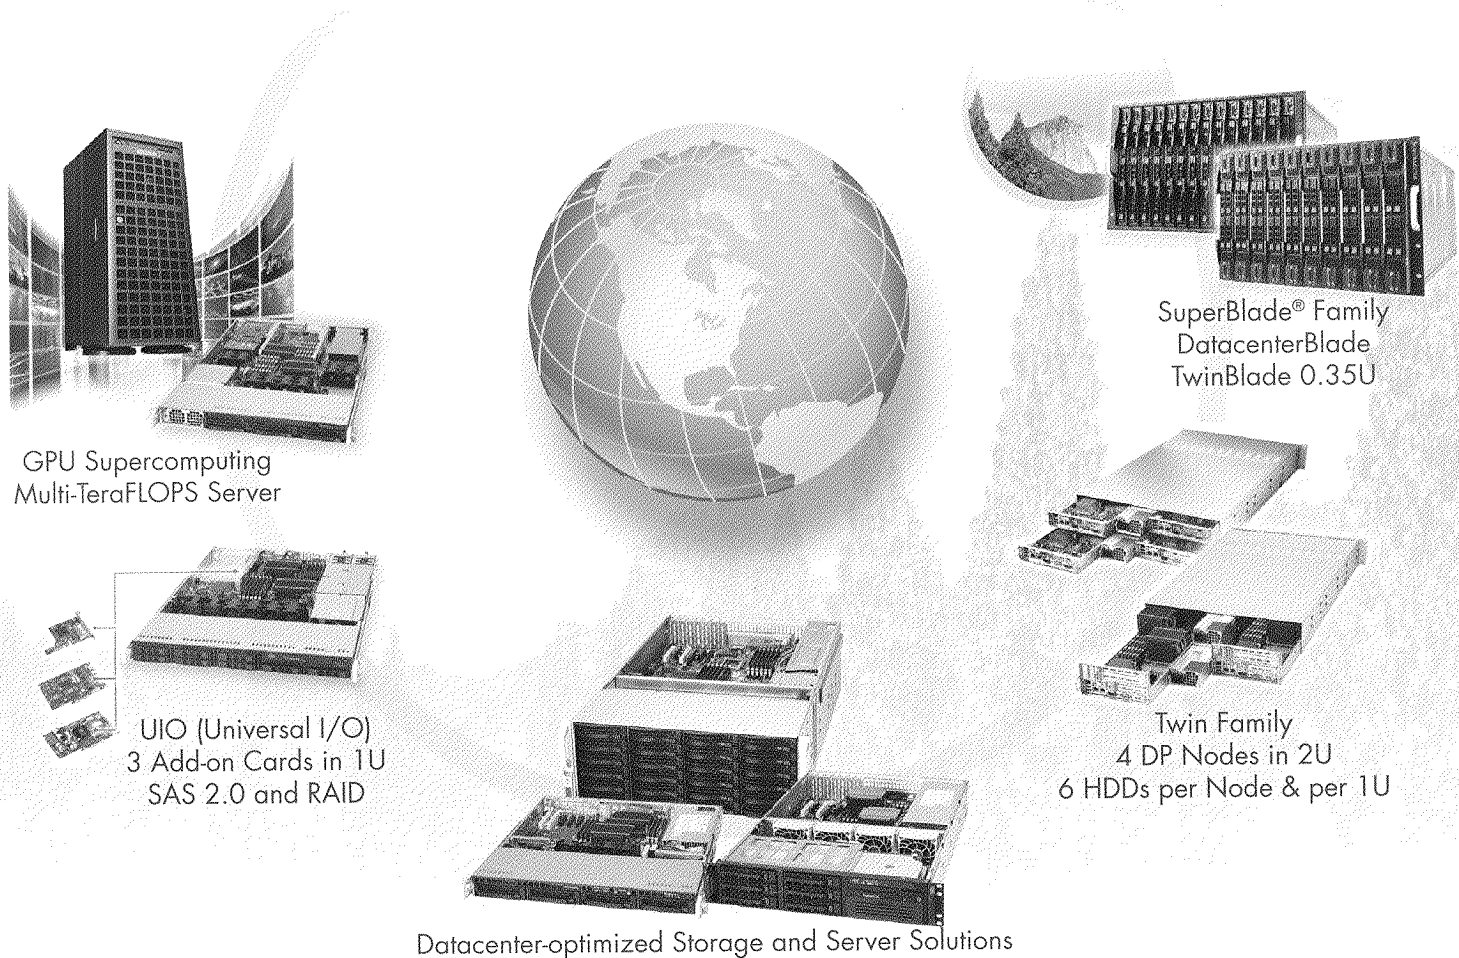 SuperBlade® Family
DatacenterBlade
TwinBlade 0.35U
GPU Supercomputing
Multi-TeraFLOPS Server
UIO (Universal I/O)
3 Add-on Cards in 1U
SAS 2.0 and RAID
Twin Family
4 DP Nodes in 2U
6 HDDs per Node & per 1U
Datacenter-optimized Storage and Server Solutions